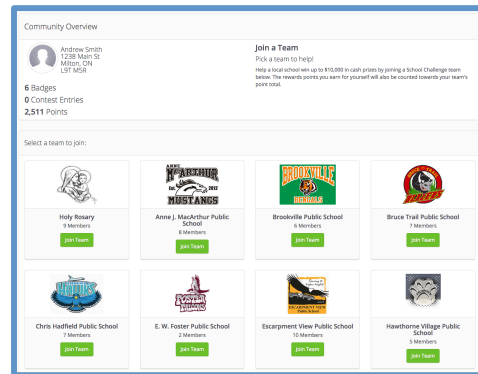 Community Overview
Andrew Smith
1238 Main St
Milton, ON
L9T M5R
6 Badges
0 Contest Entries
2,511 Points
Join a Team
Pick a team to help!
Help a local school win up to $10,000 in cash prizes by joining a School Challenge team
below. The rewards points you earn for yourself will also be counted towards your team's
point total.
Select a team to join:
ANNE
MACARTHUR
Est. 2012
MUSTANGS
BROOKVILLE
BENGALS
Holy Rosary
9 Members
Join Team
Anne J. MacArthur Public
School
8 Members
Join Team
Brookville Public School
6 Members
Join Team
Bruce Trail Public School
7 Members
Join Team
HAWKS
ESCARPMENT VIEW
Public School
Chris Hadfield Public School
7 Members
Join Team
E. W. Foster Public School
2 Members
Join Team
Escarpment View Public School
10 Members
Join Team
Hawthorne Village Public
School
5 Members
Join Team